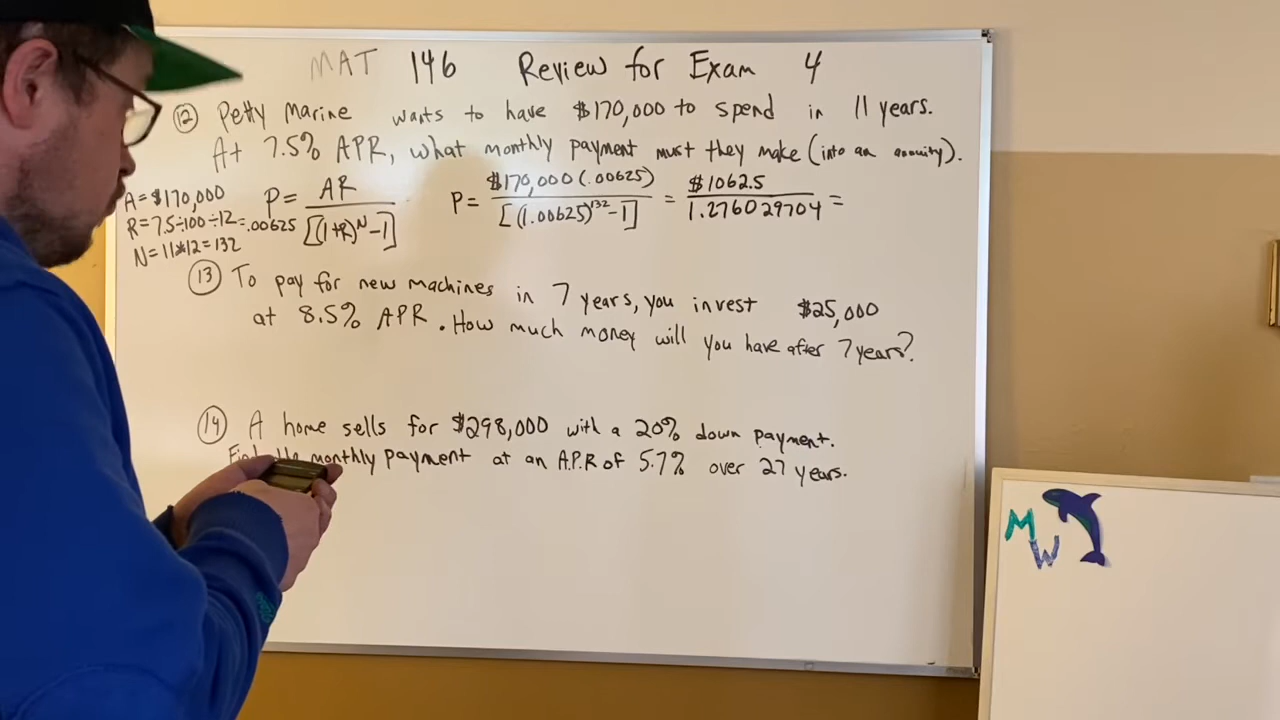 MAT 146 Review for Exam 4
(12) Petty Marine wants to have $170,000 to spend in 11 years.
At 7.5% APR, what monthly payment must they make (into an annuity).
A = $170,000
R = 7.5÷100÷12 = .00625
N = 11*12 = 132
P = AR / [(1+R)^N - 1]
P = $170,000(.00625) / [(1.00625)^132 - 1] = $1062.5 / 1.276029704 =
(13) To pay for new machines in 7 years, you invest $25,000
at 8.5% APR. How much money will you have after 7 years?
(14) A home sells for $298,000 with a 20% down payment.
monthly payment at an A.P.R of 5.7% over 27 years.
M
W